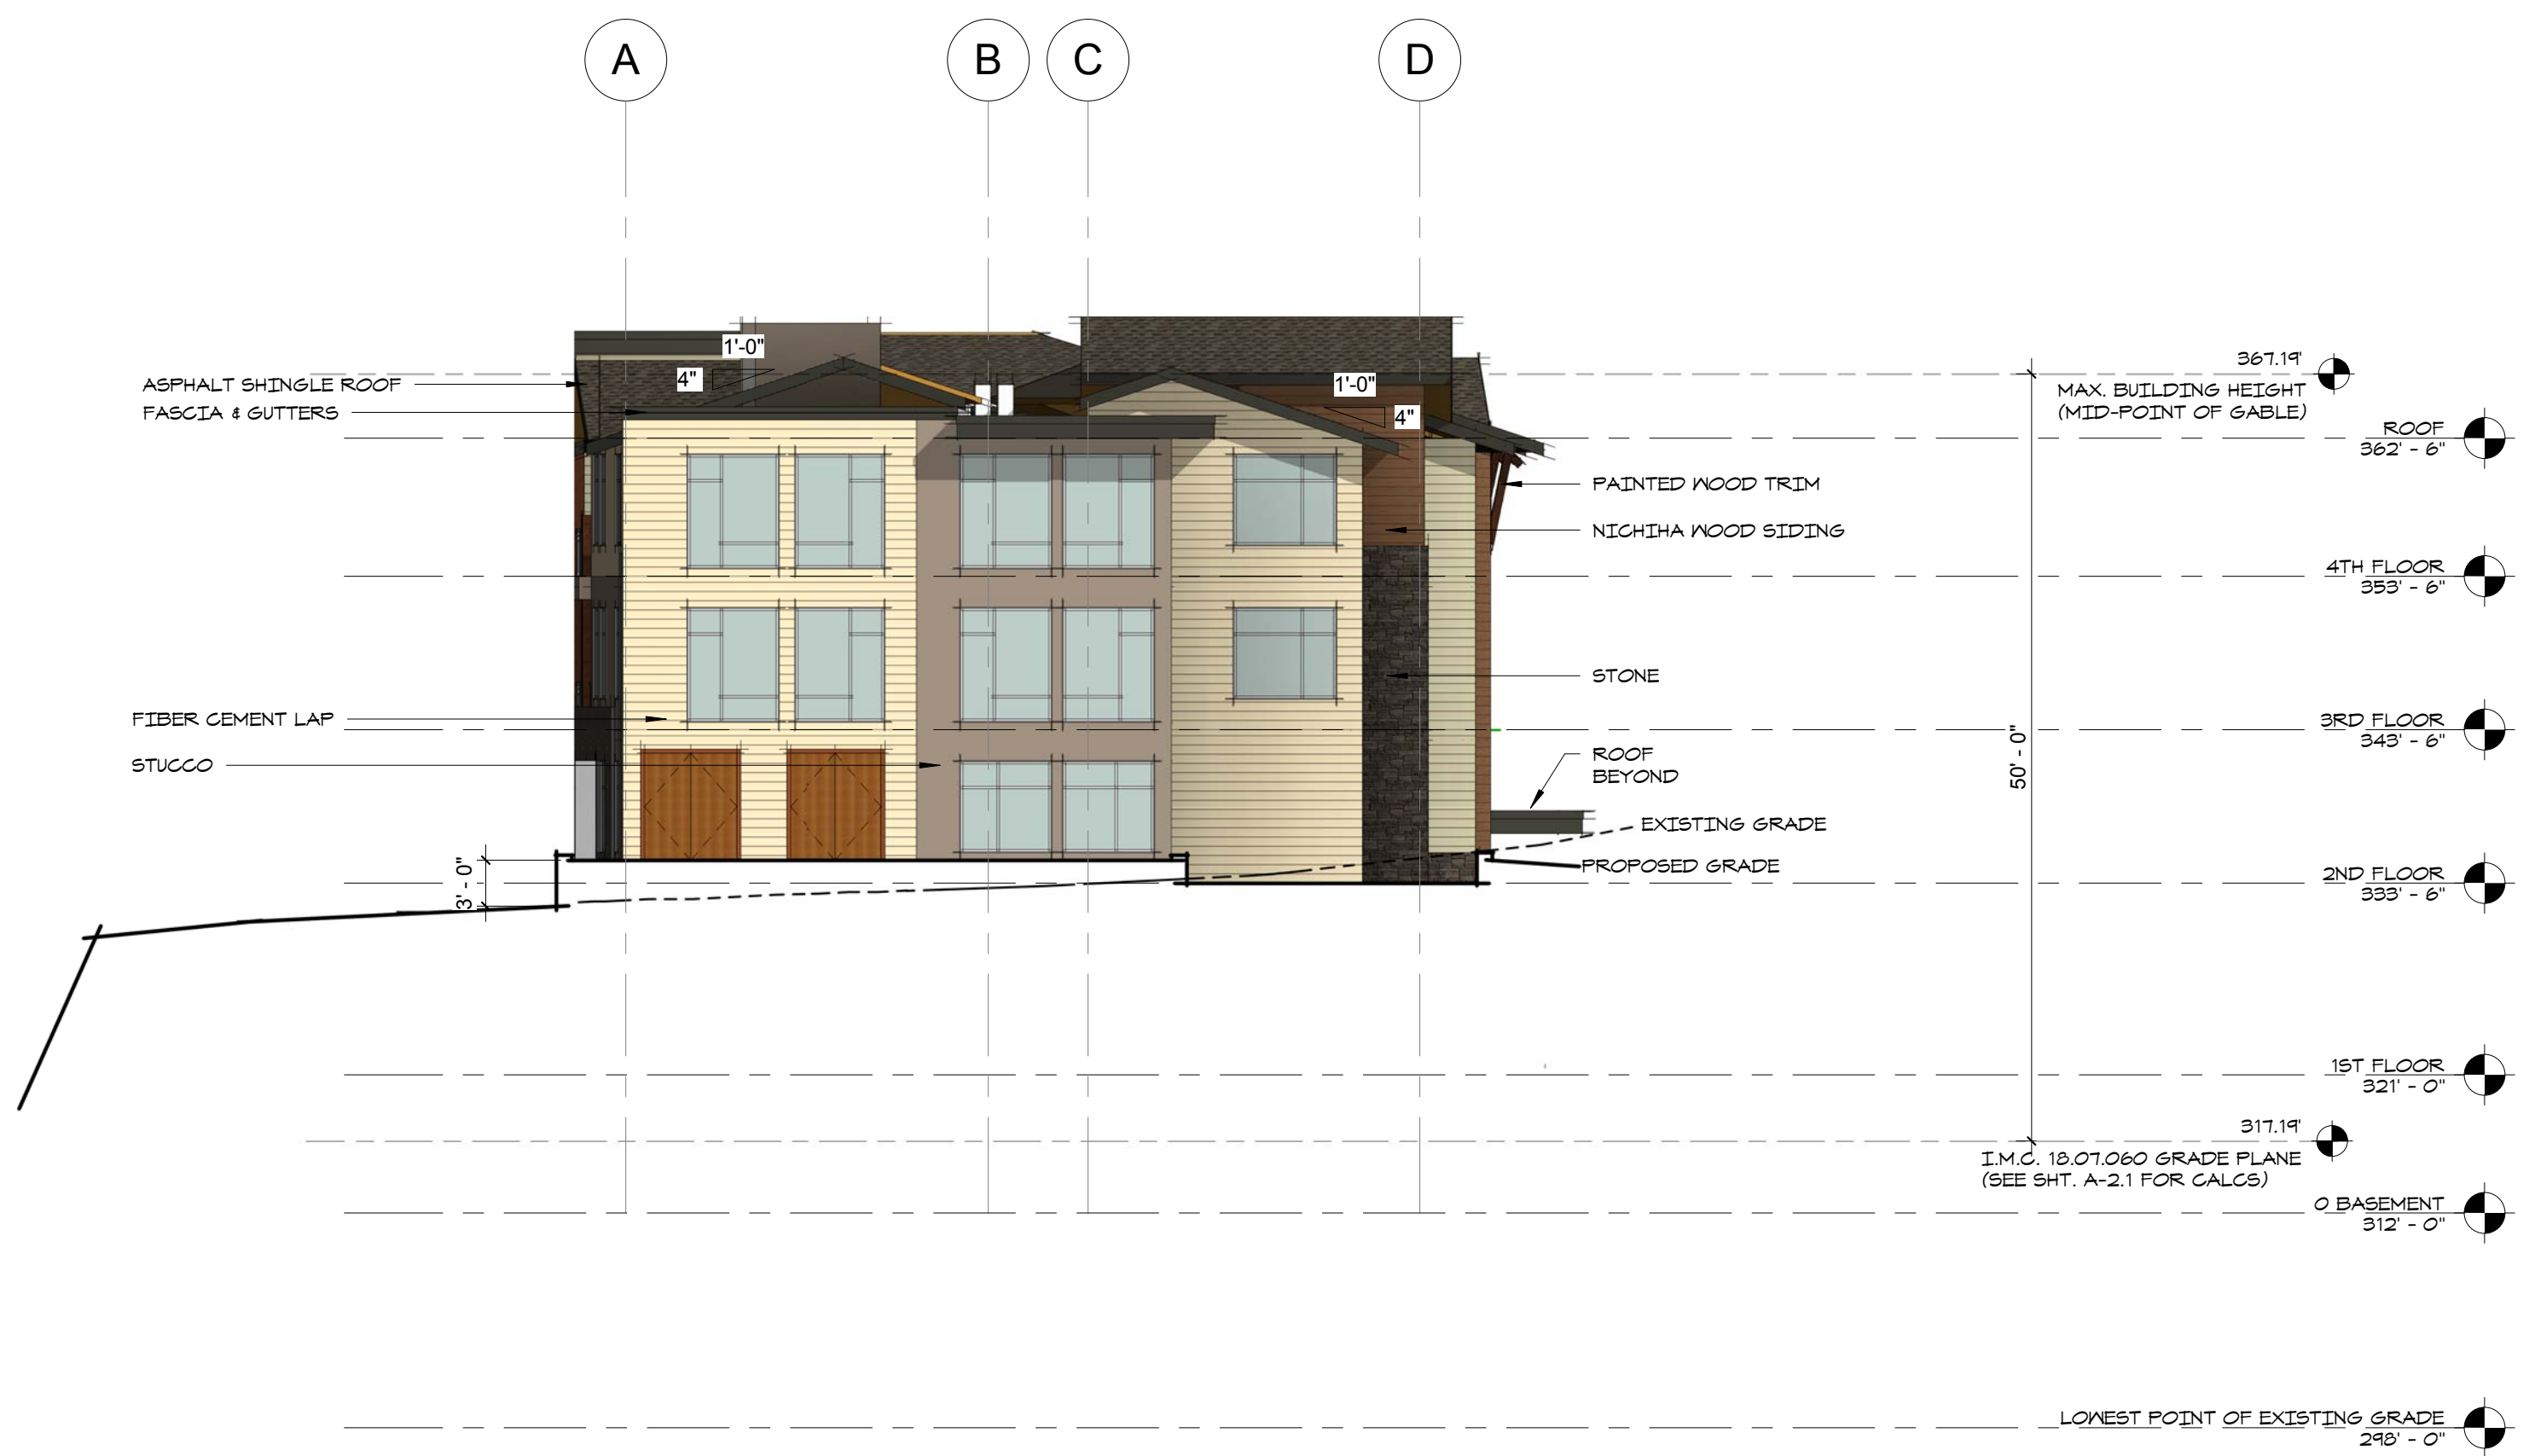 A
B
C
D
1'-0"
4"
1'-0"
4"
ASPHALT SHINGLE ROOF
FASCIA & GUTTERS
FIBER CEMENT LAP
STUCCO
3' - 0"
PAINTED WOOD TRIM
NICHIHA WOOD SIDING
STONE
ROOF
BEYOND
EXISTING GRADE
PROPOSED GRADE
50' - 0"
367.19'
MAX. BUILDING HEIGHT
(MID-POINT OF GABLE)
ROOF
362' - 6"
4TH FLOOR
353' - 6"
3RD FLOOR
343' - 6"
2ND FLOOR
333' - 6"
1ST FLOOR
321' - 0"
317.19'
I.M.C. 18.07.060 GRADE PLANE
(SEE SHT. A-2.1 FOR CALCS)
0 BASEMENT
312' - 0"
LOWEST POINT OF EXISTING GRADE
298' - 0"